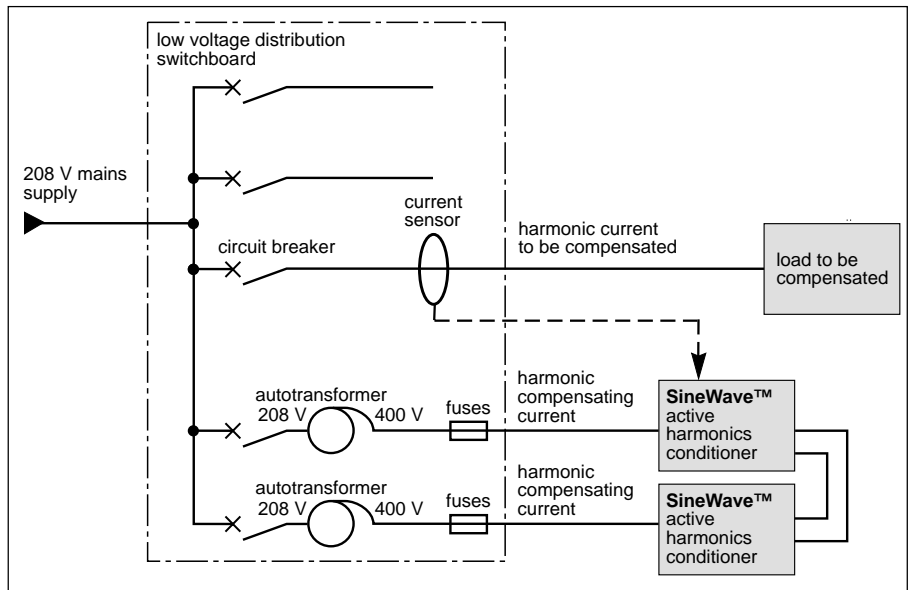 low voltage distribution
switchboard
208 V mains
supply
current
sensor
circuit breaker
harmonic current
to be compensated
load to be
compensated
autotransformer
208 V
400 V
fuses
harmonic
compensating
current
SineWave™
active
harmonics
conditioner
autotransformer
208 V
400 V
fuses
harmonic
compensating
current
SineWave™
active
harmonics
conditioner